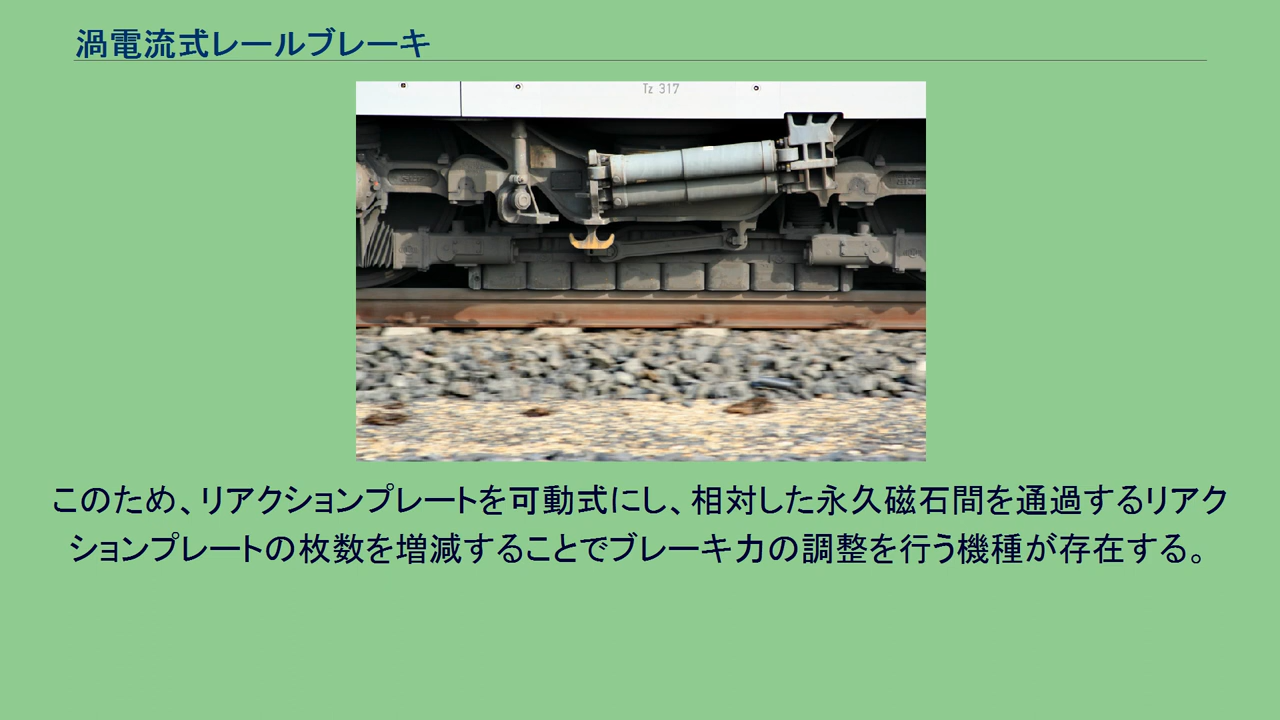 渦電流式レールブレーキ
Tz 317
このため、リアクションプレートを可動式にし、相対した永久磁石間を通過するリアク
ションプレートの枚数を増減することでブレーキ力の調整を行う機種が存在する。